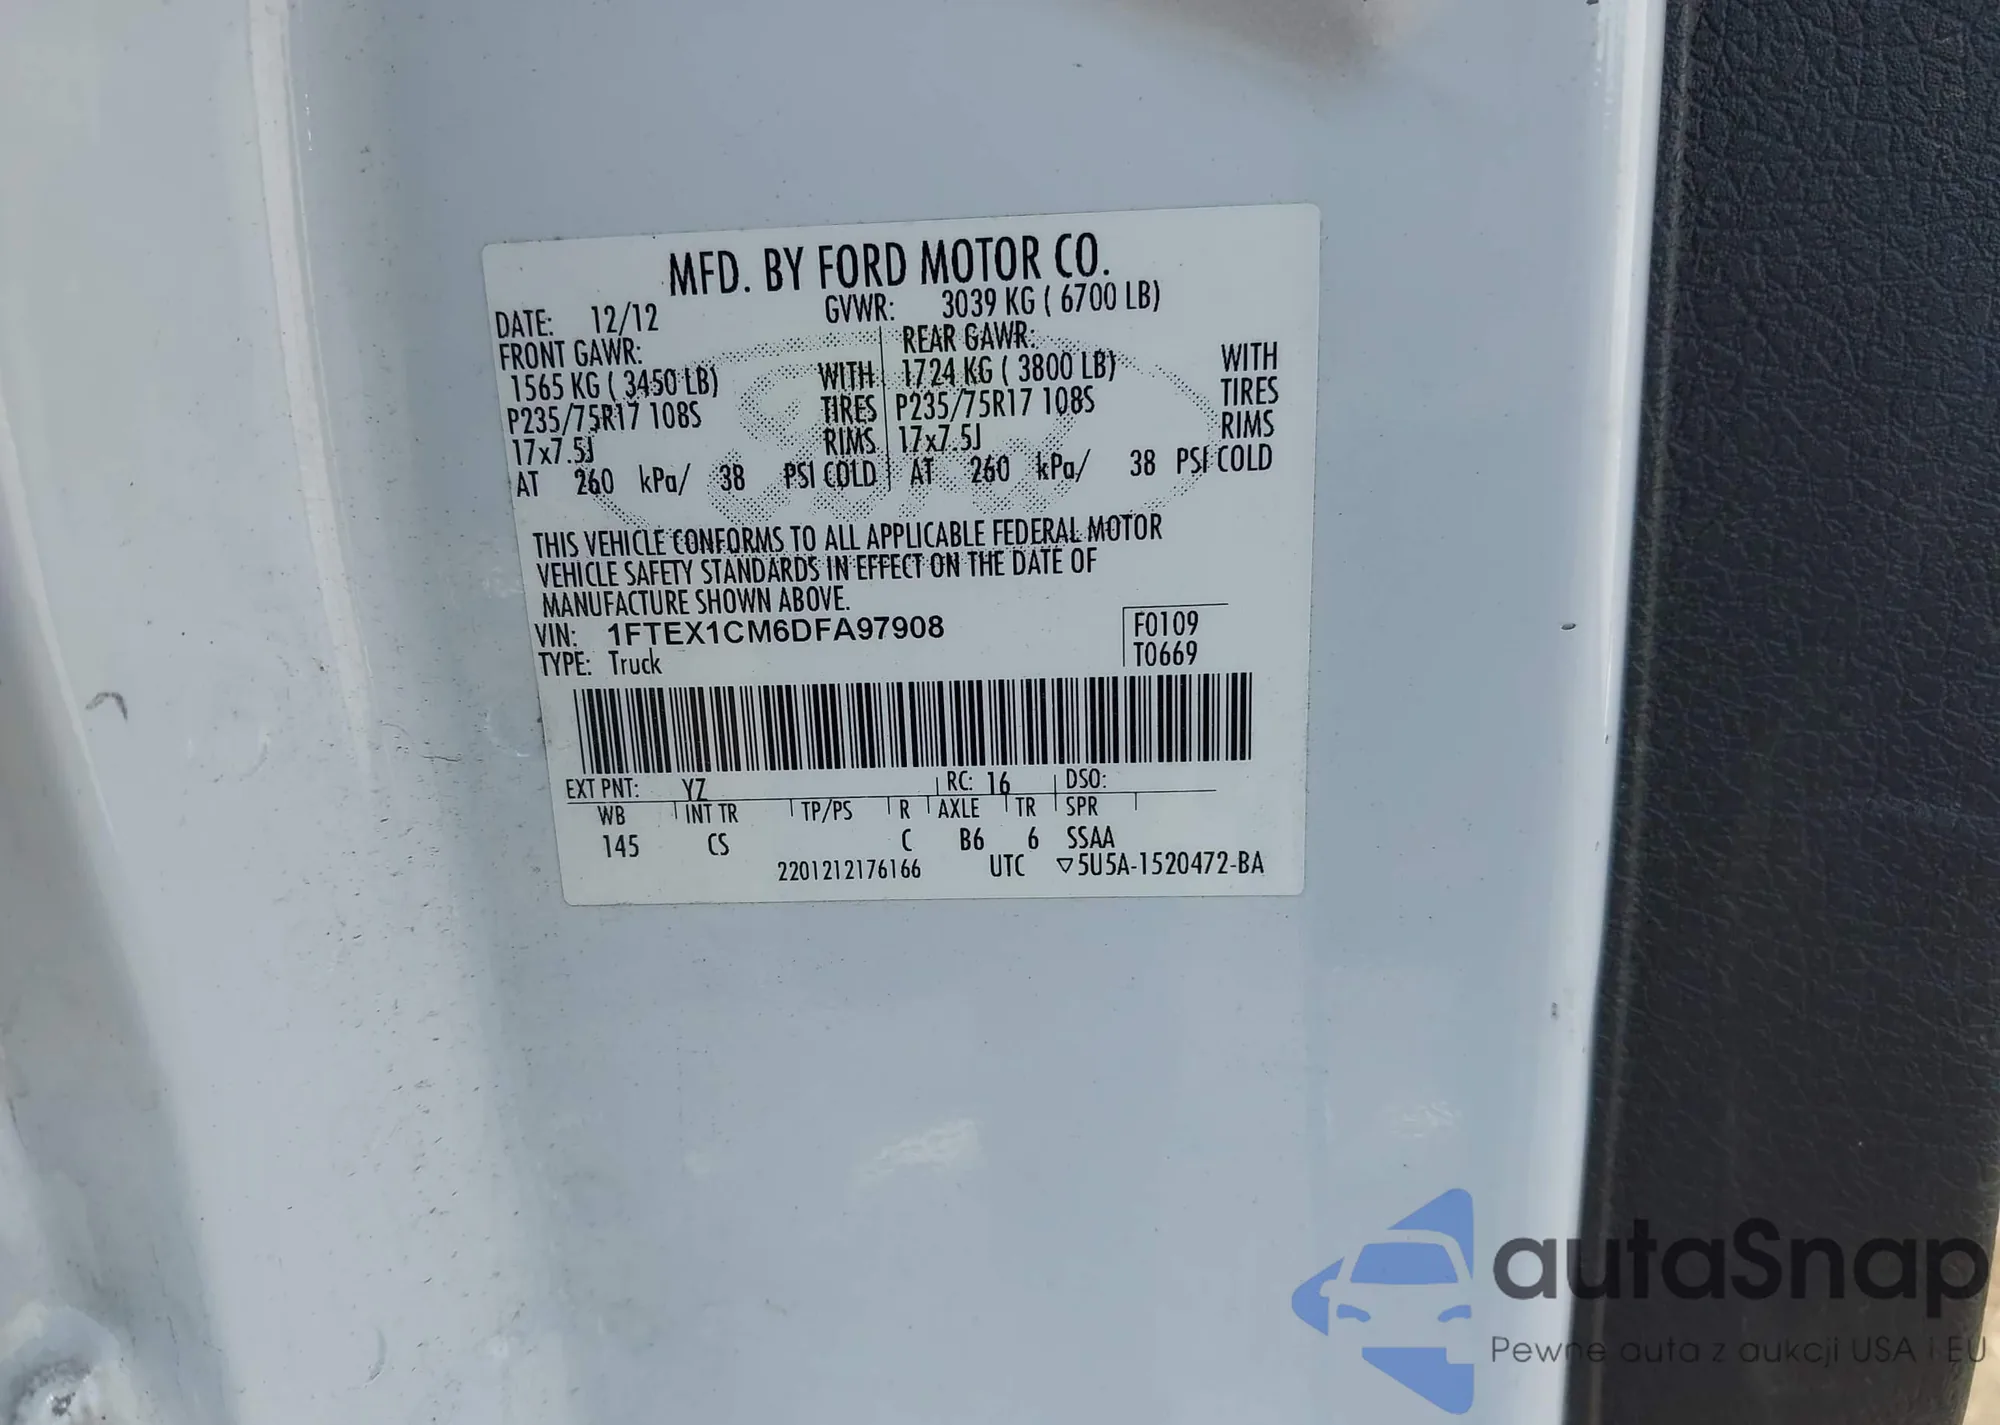 MFD. BY FORD MOTOR CO.
DATE: 12/12 GVWR: 3039 KG ( 6700 LB)
FRONT GAWR: REAR GAWR:
1565 KG ( 3450 LB) WITH 1724 KG ( 3800 LB) WITH
P235/75R17 108S TIRES P235/75R17 108S TIRES
17x7.5J RIMS 17x7.5J RIMS
AT 260 kPa/ 38 PSI COLD AT 260 kPa/ 38 PSI COLD
THIS VEHICLE CONFORMS TO ALL APPLICABLE FEDERAL MOTOR
VEHICLE SAFETY STANDARDS IN EFFECT ON THE DATE OF
MANUFACTURE SHOWN ABOVE.
VIN: 1FTEX1CM6DFA97908 F0109
TYPE: Truck T0669
EXT PNT: YZ RC: 16 DSO:
WB INT TR TP/PS R AXLE TR SPR
145 CS C B6 6 SSAA
2201212176166 UTC ▽5U5A-1520472-BA
autaSnap
Pewne auta z aukcji USA i EU